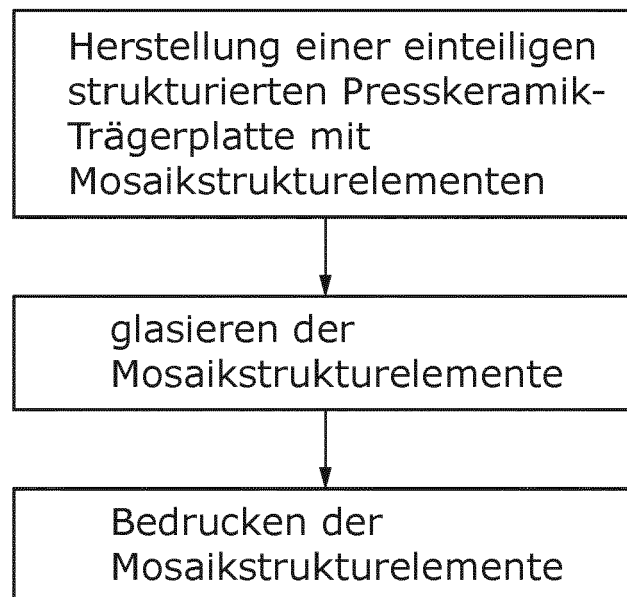 Herstellung einer einteiligen
strukturierten Presskeramik-
Trägerplatte mit
Mosaikstrukturelementen
glasieren der
Mosaikstrukturelemente
Bedrucken der
Mosaikstrukturelemente